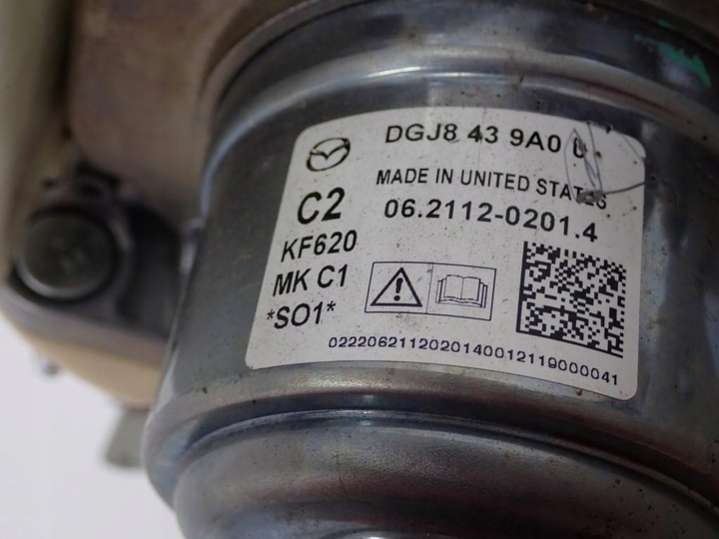 DGJ8 43 9A0
MADE IN UNITED STATES
C2
06.2112-0201.4
KF620
MK C1
*SO1*
0222062112020140012119000041